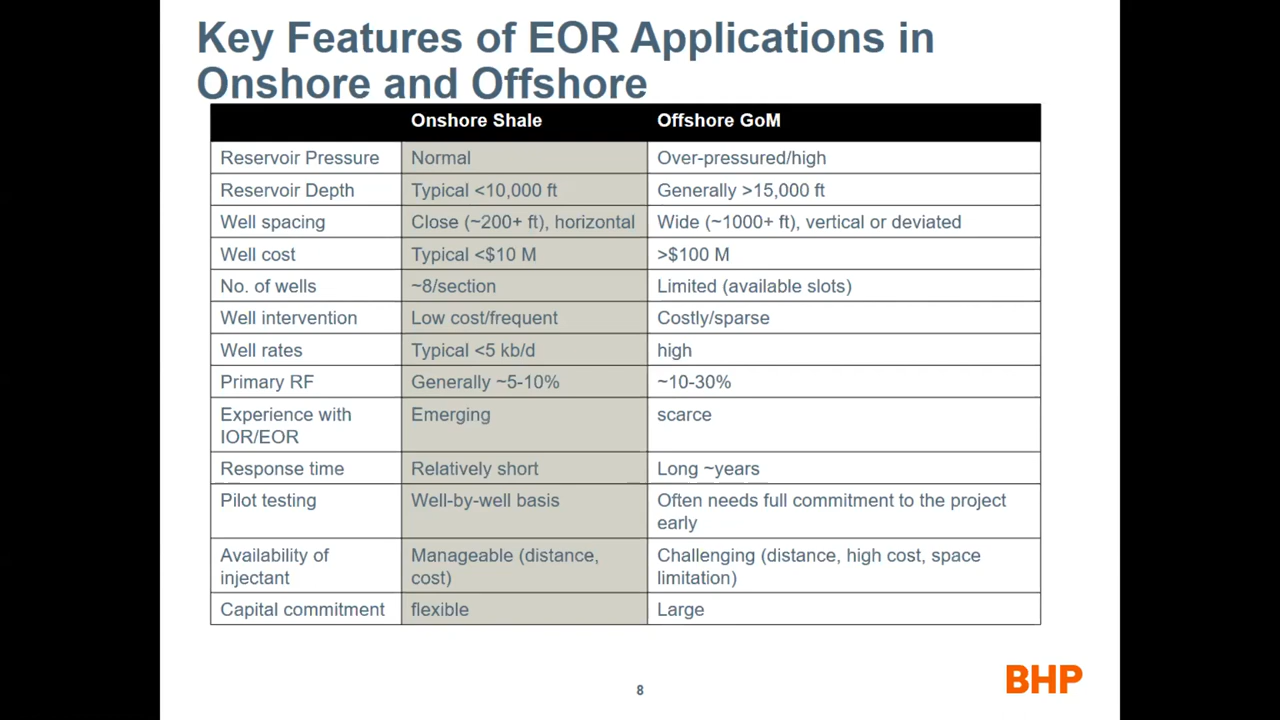 Key Features of EOR Applications in
Onshore and Offshore
Onshore Shale Offshore GoM
Reservoir Pressure Normal Over-pressured/high
Reservoir Depth Typical <10,000 ft Generally >15,000 ft
Well spacing Close (~200+ ft), horizontal Wide (~1000+ ft), vertical or deviated
Well cost Typical <$10 M >$100 M
No. of wells ~8/section Limited (available slots)
Well intervention Low cost/frequent Costly/sparse
Well rates Typical <5 kb/d high
Primary RF Generally ~5-10% ~10-30%
Experience with Emerging scarce
IOR/EOR
Response time Relatively short Long ~years
Pilot testing Well-by-well basis Often needs full commitment to the project
early
Availability of Manageable (distance, Challenging (distance, high cost, space
injectant cost) limitation)
Capital commitment flexible Large
8
BHP